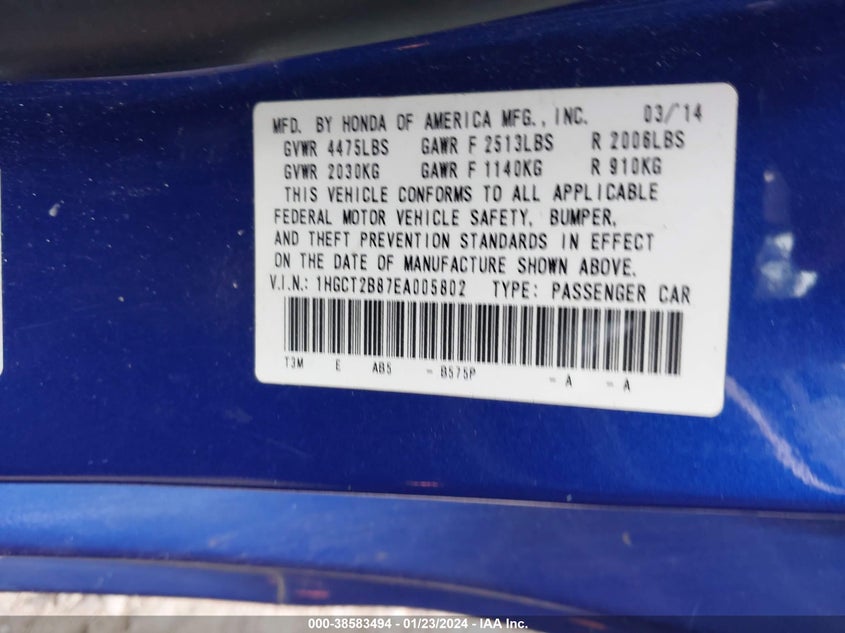 MFD. BY HONDA OF AMERICA MFG., INC. 03/'14
GVWR 4475LBS GAWR F 2513LBS R 2006LBS
GVWR 2030KG GAWR F 1140KG R 910KG
THIS VEHICLE CONFORMS TO ALL APPLICABLE
FEDERAL MOTOR VEHICLE SAFETY, BUMPER,
AND THEFT PREVENTION STANDARDS IN EFFECT
ON THE DATE OF MANUFACTURE SHOWN ABOVE.
V.I.N.: 1HGCT2B87EA005802 TYPE: PASSENGER CAR
T3M E AB5 - B575P - A - A
000-38583494 - 01/23/2024 - IAA Inc.